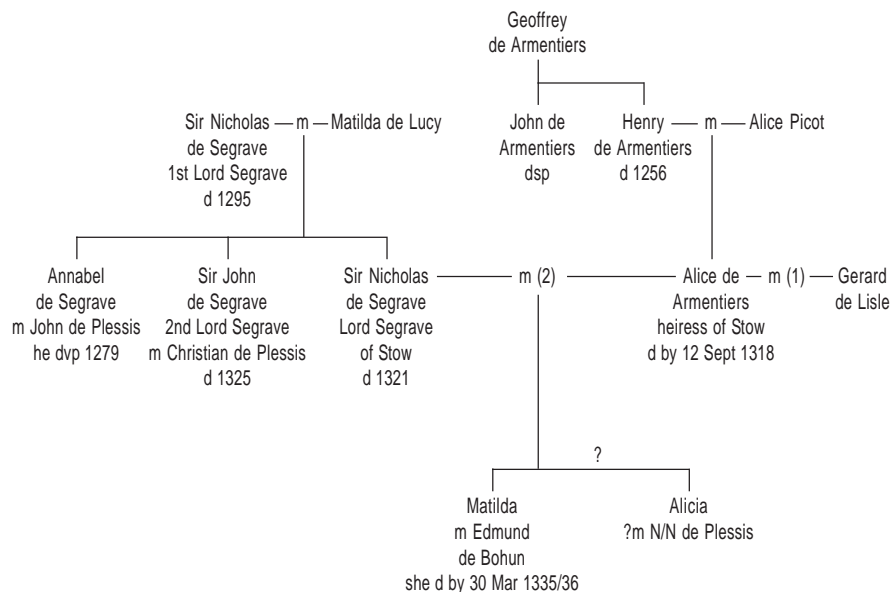 Geoffrey
de Armentiers
Sir Nicholas
de Segrave
1st Lord Segrave
d 1295
m
Matilda de Lucy
John de
Armentiers
dsp
Henry
de Armentiers
d 1256
m
Alice Picot
Annabel
de Segrave
m John de Plessis
he dvp 1279
Sir John
de Segrave
2nd Lord Segrave
m Christian de Plessis
d 1325
Sir Nicholas
de Segrave
Lord Segrave
of Stow
d 1321
m (2)
Alice de
Armentiers
heiress of Stow
d by 12 Sept 1318
m (1)
Gerard
de Lisle
?
Matilda
m Edmund
de Bohun
she d by 30 Mar 1335/36
Alicia
?m N/N de Plessis